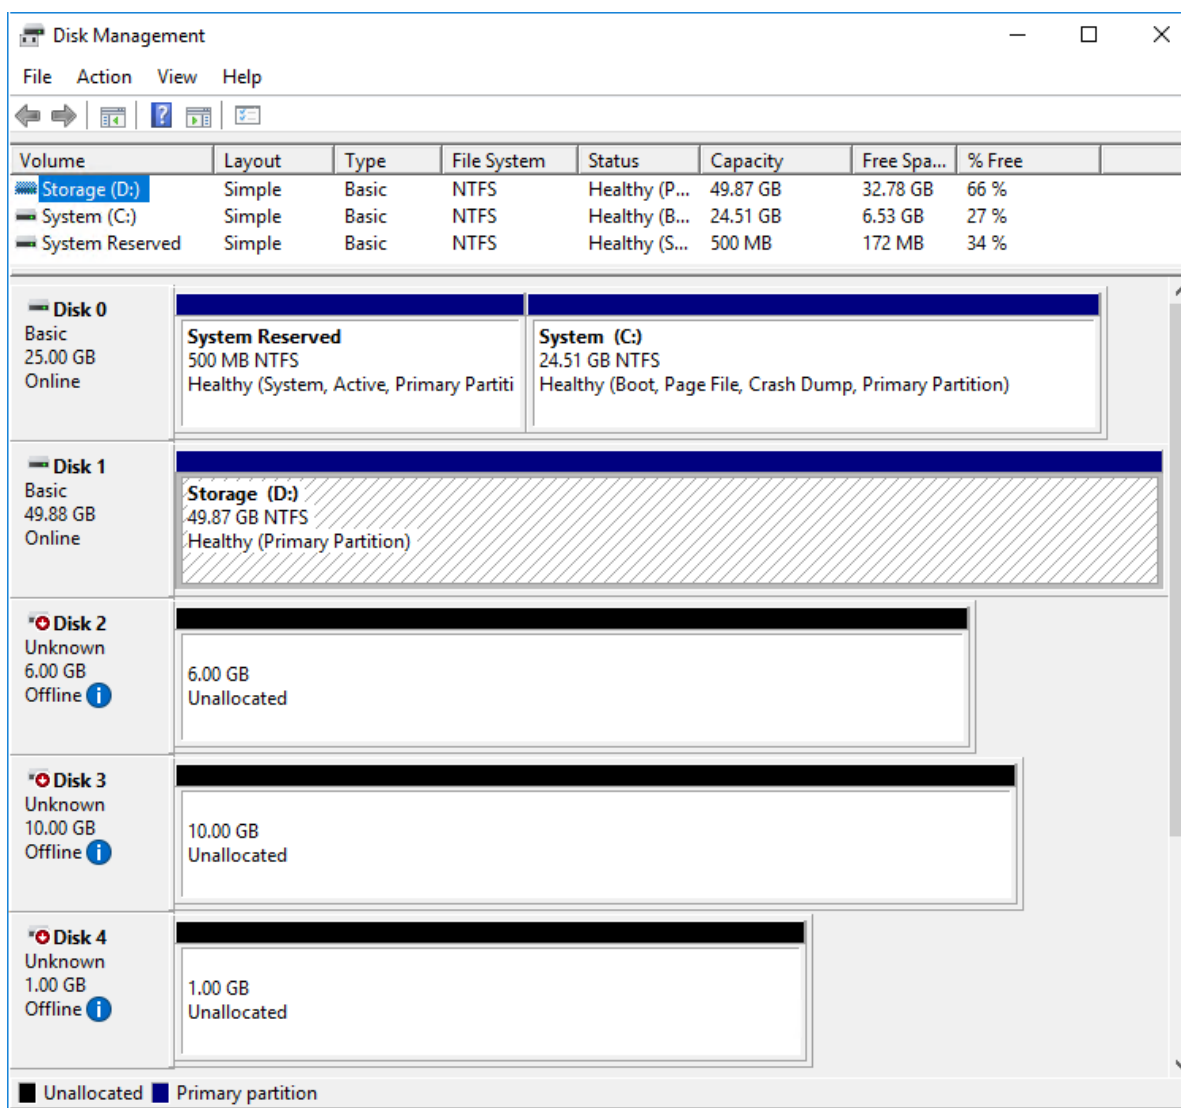 Disk Management
File Action View Help
Volume Layout Type File System Status Capacity Free Spa... % Free
Storage (D:) Simple Basic NTFS Healthy (P... 49.87 GB 32.78 GB 66 %
System (C:) Simple Basic NTFS Healthy (B... 24.51 GB 6.53 GB 27 %
System Reserved Simple Basic NTFS Healthy (S... 500 MB 172 MB 34 %
Disk 0
Basic
25.00 GB
Online
System Reserved
500 MB NTFS
Healthy (System, Active, Primary Partiti
System (C:)
24.51 GB NTFS
Healthy (Boot, Page File, Crash Dump, Primary Partition)
Disk 1
Basic
49.88 GB
Online
Storage (D:)
49.87 GB NTFS
Healthy (Primary Partition)
Disk 2
Unknown
6.00 GB
Offline
6.00 GB
Unallocated
Disk 3
Unknown
10.00 GB
Offline
10.00 GB
Unallocated
Disk 4
Unknown
1.00 GB
Offline
1.00 GB
Unallocated
Unallocated Primary partition